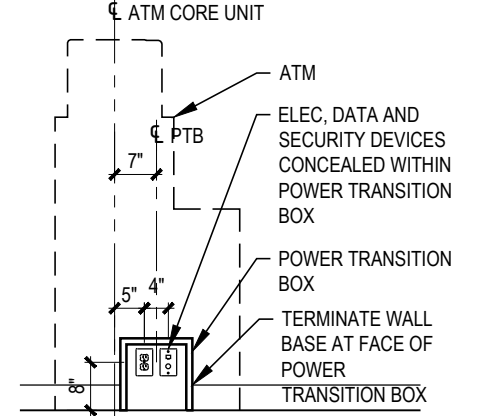 ℄ ATM CORE UNIT
ATM
ELEC, DATA AND
SECURITY DEVICES
CONCEALED WITHIN
POWER TRANSITION
BOX
℄ PTB
7"
POWER TRANSITION
BOX
5"
4"
TERMINATE WALL
BASE AT FACE OF
POWER
TRANSITION BOX
8"